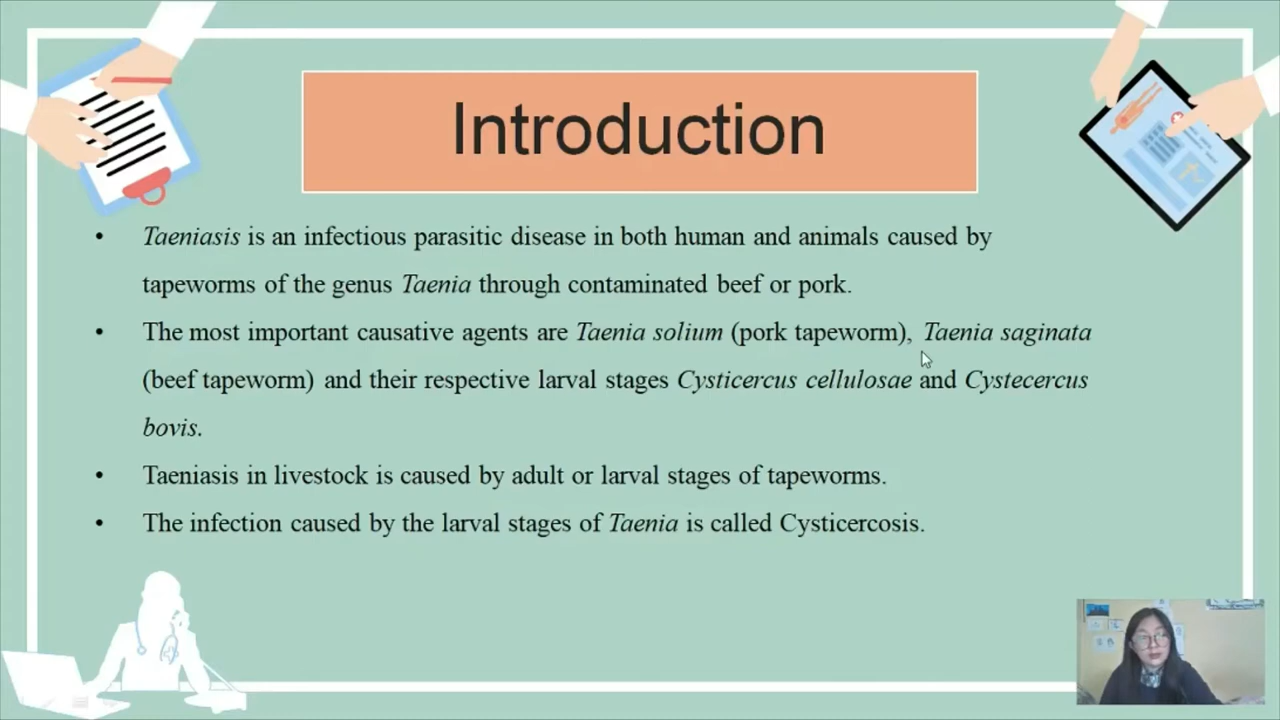 Introduction
• Taeniasis is an infectious parasitic disease in both human and animals caused by
tapeworms of the genus Taenia through contaminated beef or pork.
• The most important causative agents are Taenia solium (pork tapeworm), Taenia saginata
(beef tapeworm) and their respective larval stages Cysticercus cellulosae and Cystecercus
bovis.
• Taeniasis in livestock is caused by adult or larval stages of tapeworms.
• The infection caused by the larval stages of Taenia is called Cysticercosis.